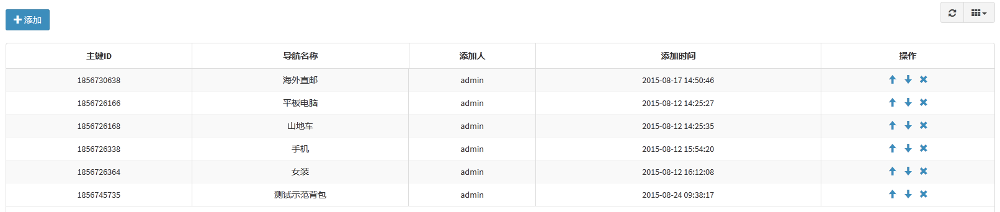 添加
主键ID 导航名称 添加人 添加时间 操作
1856730638 海外直邮 admin 2015-08-17 14:50:46
1856726166 平板电脑 admin 2015-08-12 14:25:27
1856726168 山地车 admin 2015-08-12 14:25:35
1856726338 手机 admin 2015-08-12 15:54:20
1856726364 女装 admin 2015-08-12 16:12:08
1856745735 测试示范背包 admin 2015-08-24 09:38:17